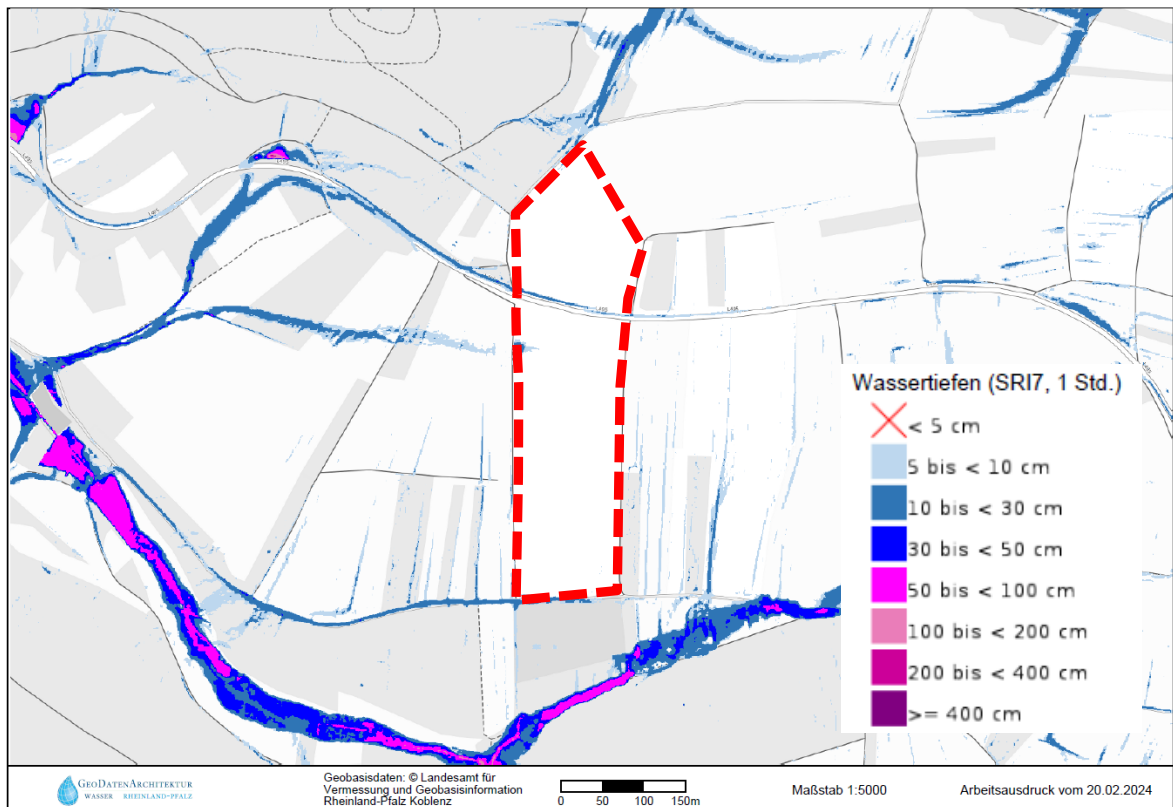 Wassertiefen (SRI7, 1 Std.)
< 5 cm
5 bis < 10 cm
10 bis < 30 cm
30 bis < 50 cm
50 bis < 100 cm
100 bis < 200 cm
200 bis < 400 cm
>= 400 cm
GEODATENARCHITEKTUR
WASSER RHEINLAND-PFALZ
Geobasisdaten: © Landesamt für
Vermessung und Geobasisinformation
Rheinland-Pfalz Koblenz
0 50 100 150m
Maßstab 1:5000
Arbeitsausdruck vom 20.02.2024